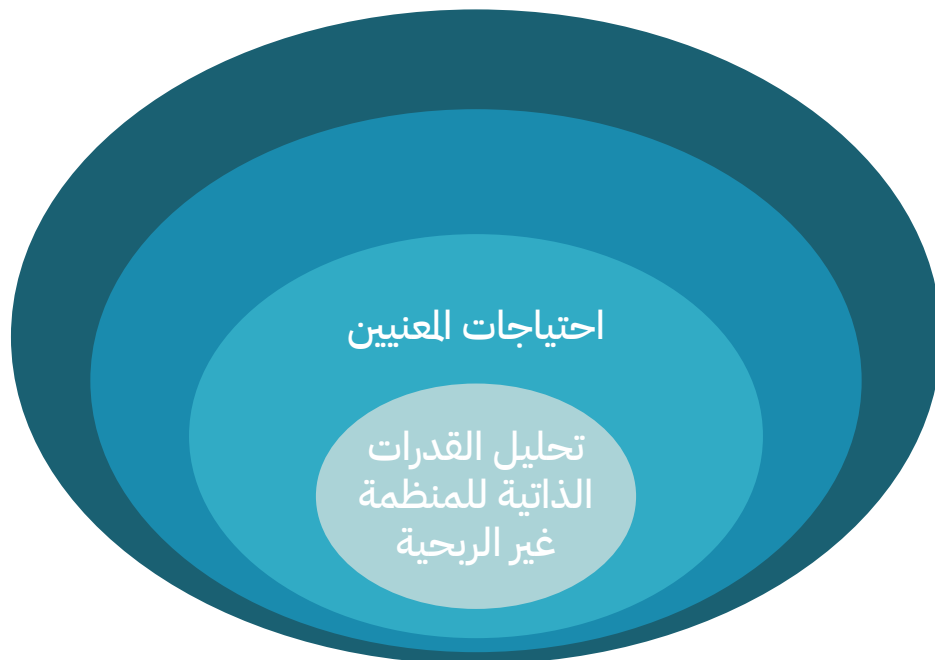 احتياجات المعنيين
تحليل القدرات
الذاتية للمنظمة
غير الربحية